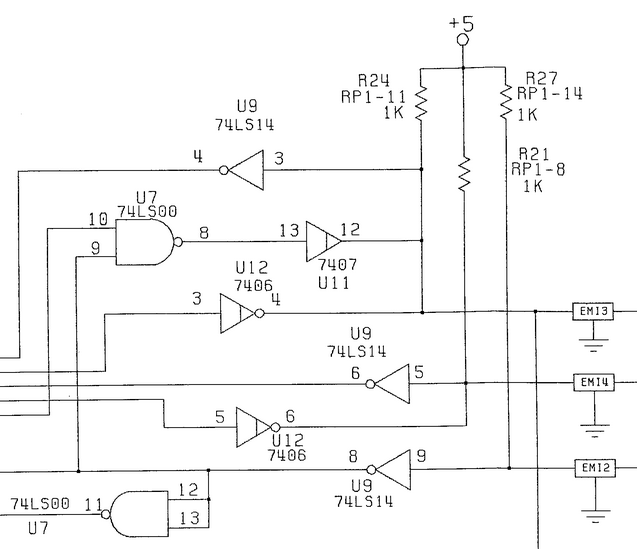 +5
R24
RP1-11
1K
R27
RP1-14
1K
U9
74LS14
4
3
R21
RP1-8
1K
U7
74LS00
10
9
8
13
12
7407
U11
U12
7406
3
4
EMI3
U9
74LS14
6
5
EMI4
5
6
U12
7406
8
9
EMI2
U9
74LS14
12
13
74LS00
11
U7